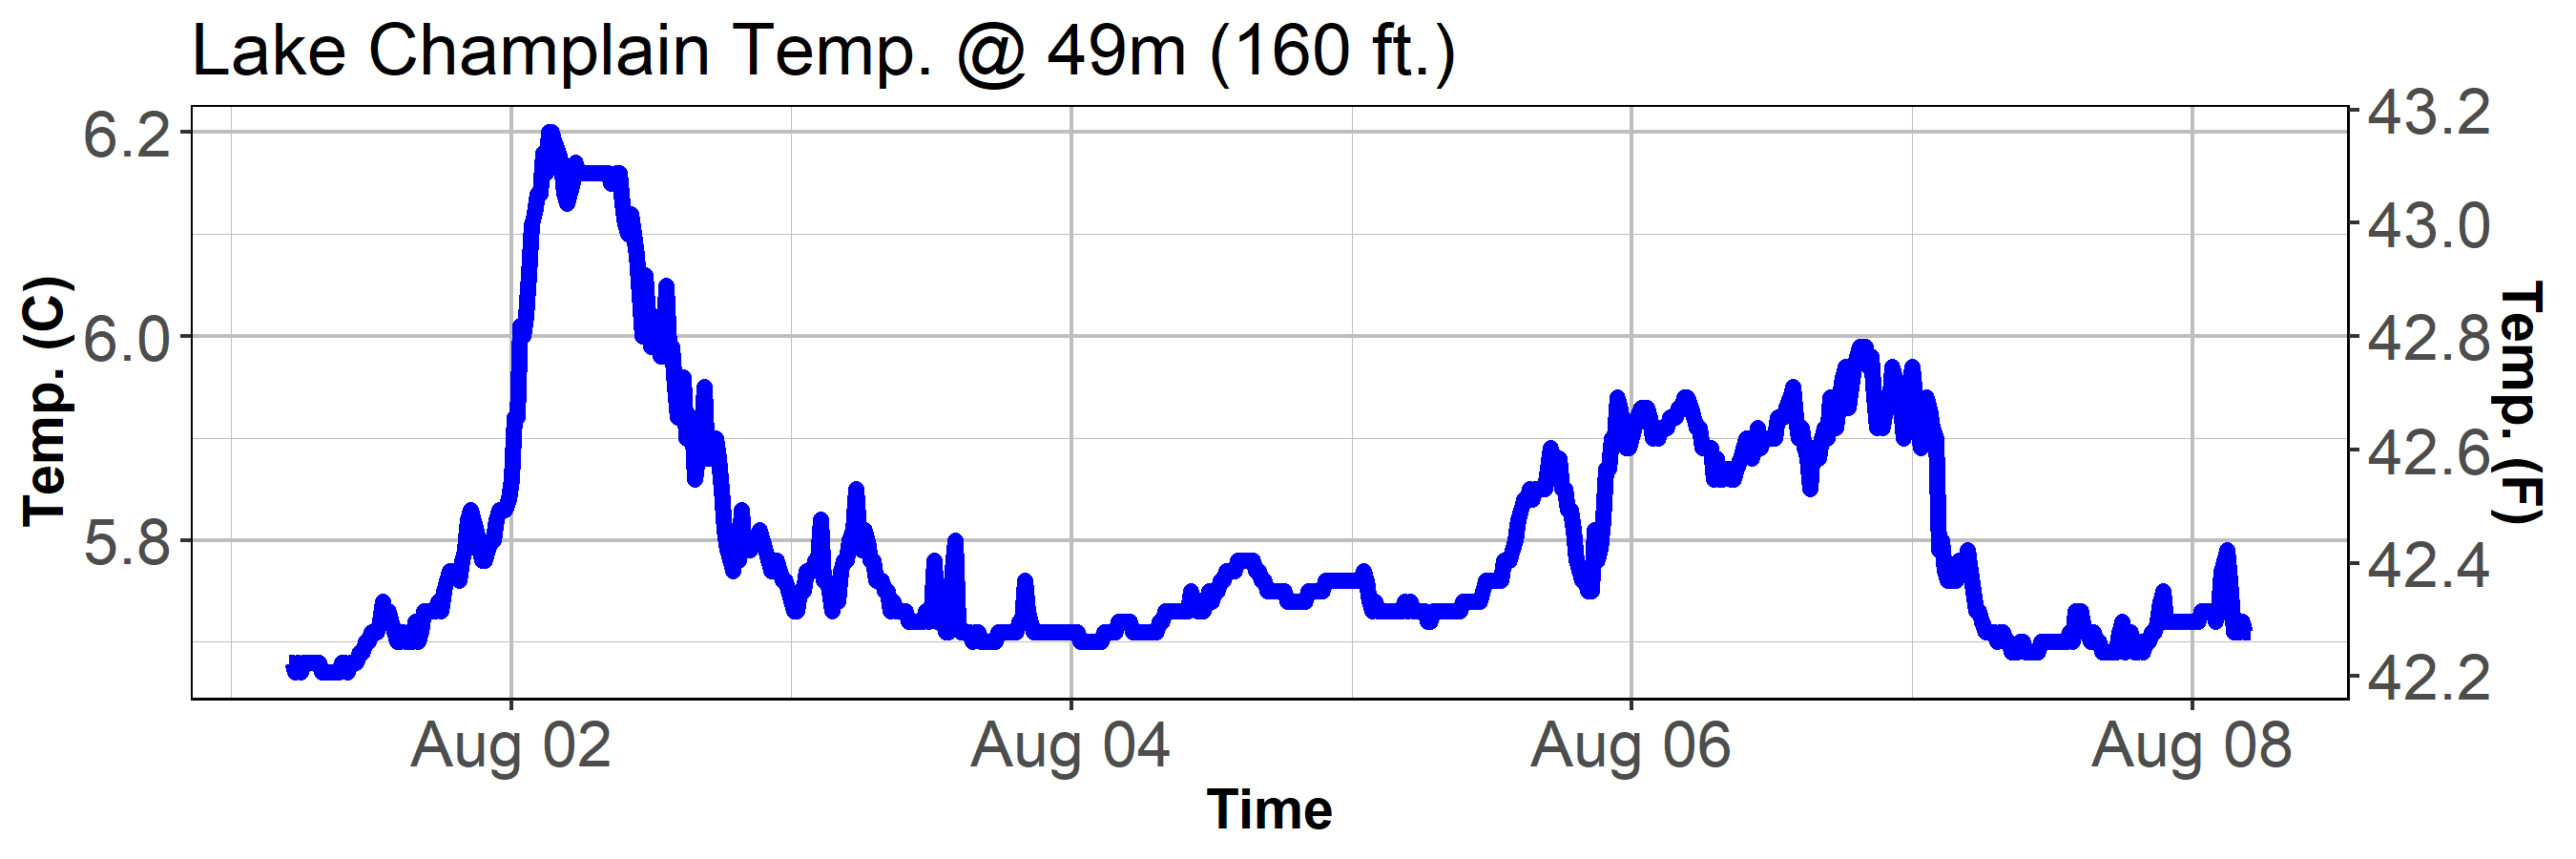 Lake Champlain Temp. @ 49m (160 ft.)
6.2
6.0
5.8
Temp. (C)
43.2
43.0
42.8
42.6
42.4
42.2
Temp. (F)
Aug 02
Aug 04
Aug 06
Aug 08
Time